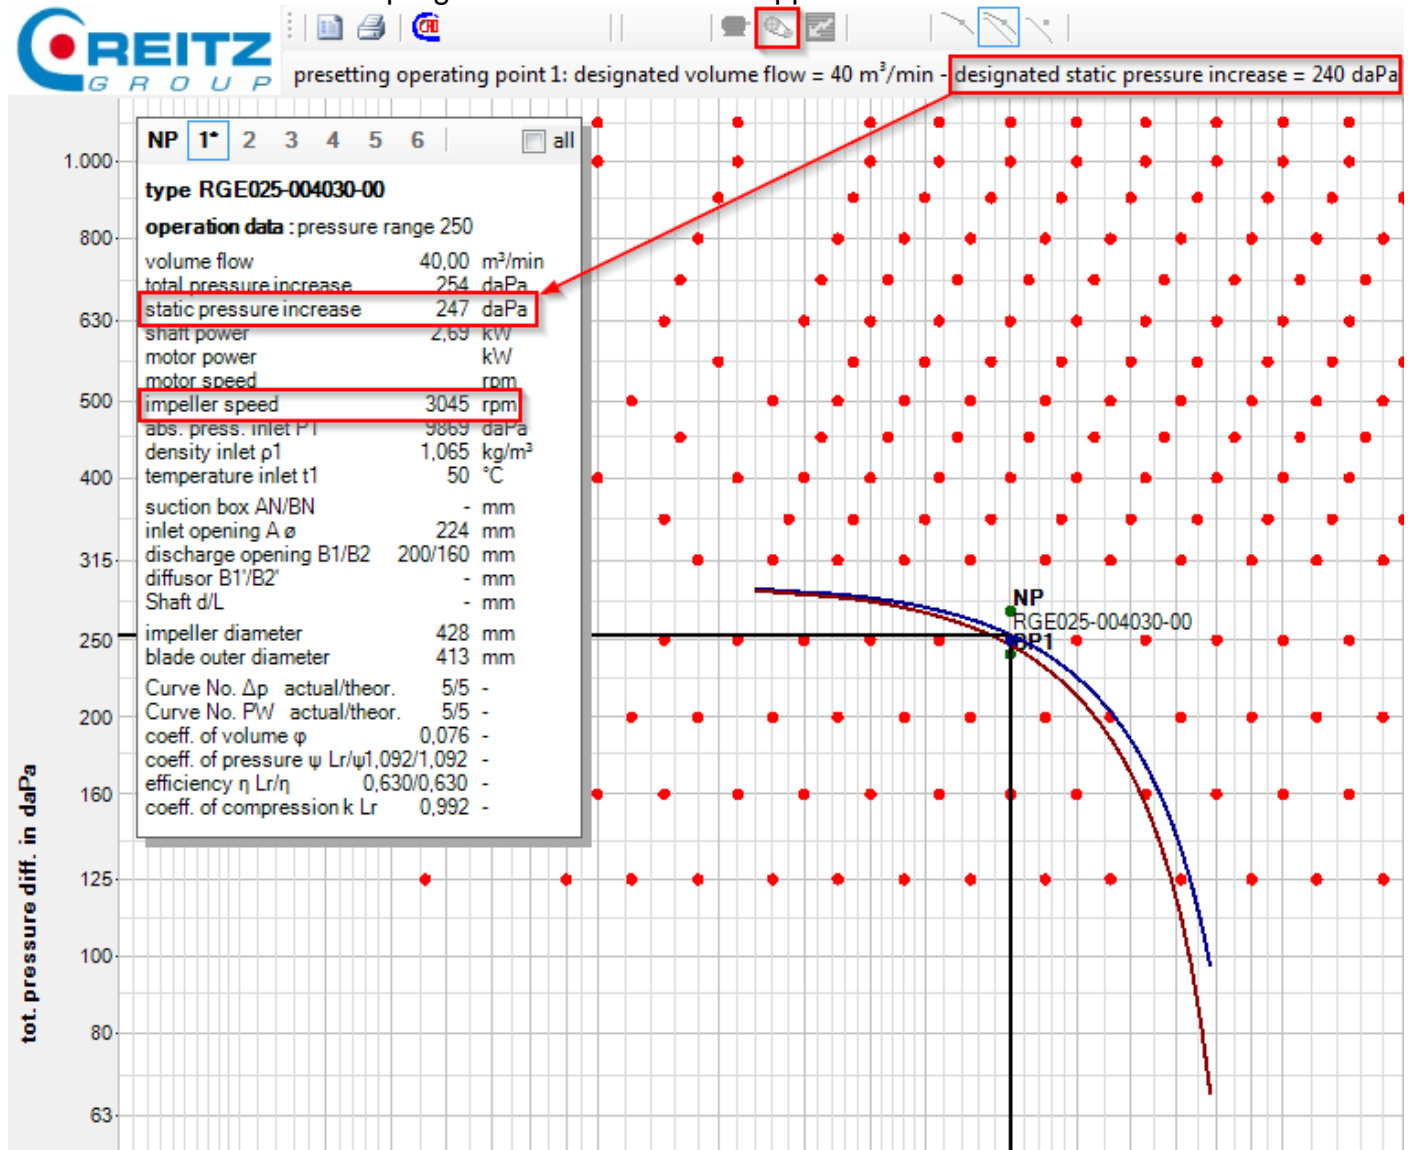 REITZ
GROUP
CAD
presetting operating point 1: designated volume flow = 40 m³/min - designated static pressure increase = 240 daPa
NP 1* 2 3 4 5 6 all
type RGE025-004030-00
operation data : pressure range 250
volume flow 40,00 m³/min
total pressure increase 254 daPa
static pressure increase 247 daPa
shaft power 2,69 kW
motor power kW
motor speed rpm
impeller speed 3045 rpm
abs. press. inlet P1 9869 daPa
density inlet ρ1 1,065 kg/m³
temperature inlet t1 50 °C
suction box AN/BN - mm
inlet opening A ø 224 mm
discharge opening B1/B2 200/160 mm
diffusor B1'/B2' - mm
Shaft d/L - mm
impeller diameter 428 mm
blade outer diameter 413 mm
Curve No. Δp actual/theor. 5/5 -
Curve No. PW actual/theor. 5/5 -
coeff. of volume φ 0,076 -
coeff. of pressure ψ Lr/ψ1,092/1,092 -
efficiency η Lr/η 0,630/0,630 -
coeff. of compression k Lr 0,992 -
1.000
800
630
500
400
315
250
200
160
125
100
80
63
tot. pressure diff. in daPa
NP
RGE025-004030-00
BP1